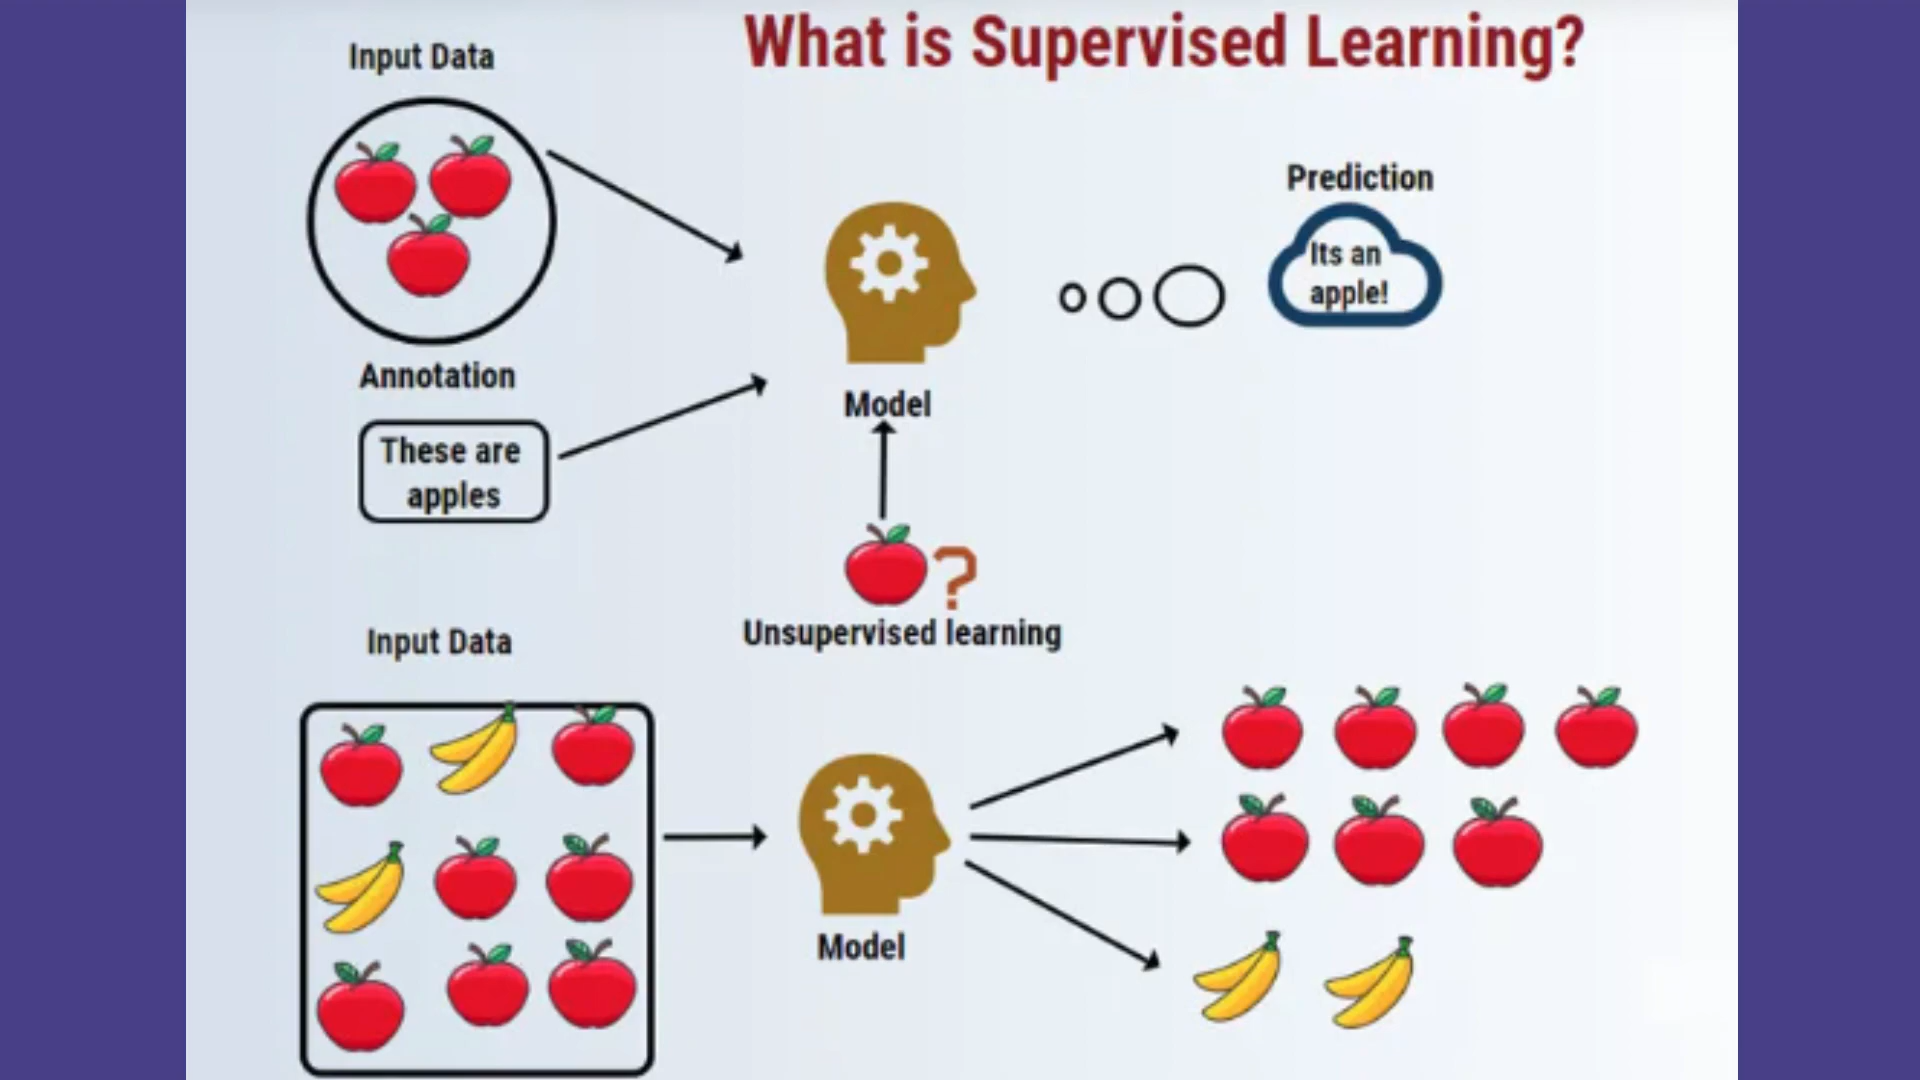 What is Supervised Learning?
Input Data
Prediction
Its an
apple!
Annotation
These are
apples
Model
?
Unsupervised learning
Input Data
Model